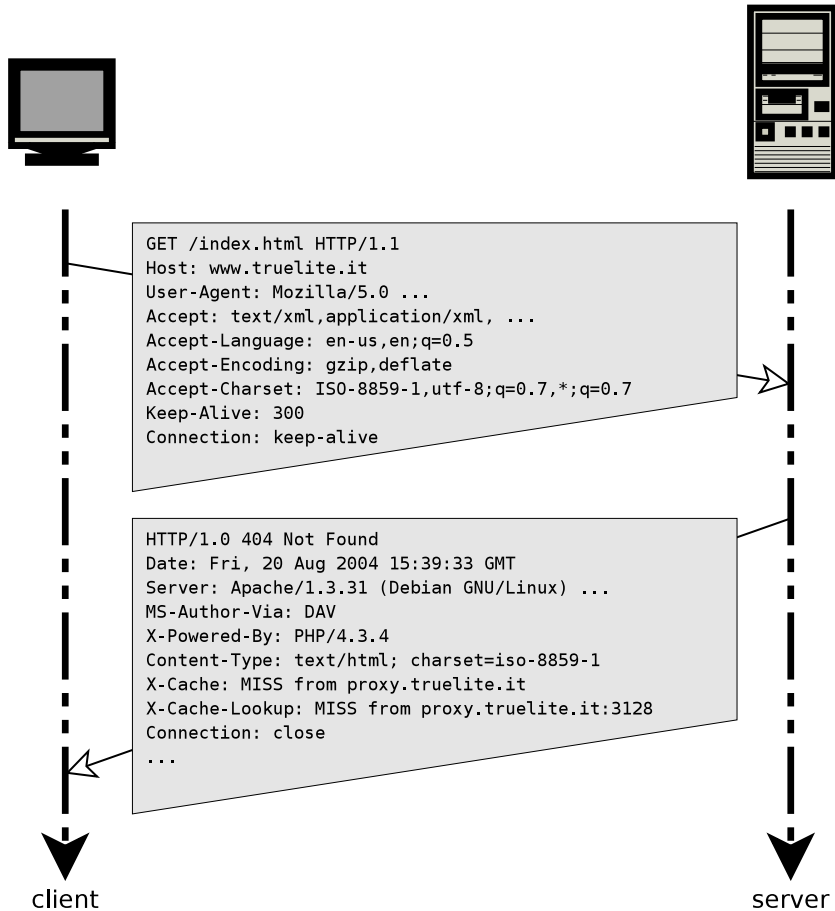 GET /index.html HTTP/1.1
Host: www.truelite.it
User-Agent: Mozilla/5.0 ...
Accept: text/xml,application/xml, ...
Accept-Language: en-us,en;q=0.5
Accept-Encoding: gzip,deflate
Accept-Charset: ISO-8859-1,utf-8;q=0.7,*;q=0.7
Keep-Alive: 300
Connection: keep-alive
HTTP/1.0 404 Not Found
Date: Fri, 20 Aug 2004 15:39:33 GMT
Server: Apache/1.3.31 (Debian GNU/Linux) ...
MS-Author-Via: DAV
X-Powered-By: PHP/4.3.4
Content-Type: text/html; charset=iso-8859-1
X-Cache: MISS from proxy.truelite.it
X-Cache-Lookup: MISS from proxy.truelite.it:3128
Connection: close
...
client
server